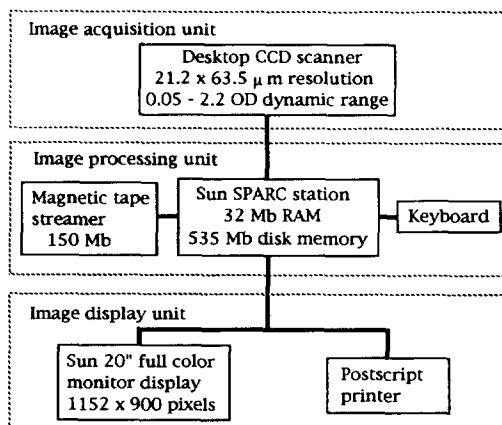 Image acquisition unit
Desktop CCD scanner
21.2 x 63.5 μm resolution
0.05 - 2.2 OD dynamic range
Image processing unit
Magnetic tape
streamer
150 Mb
Sun SPARC station
32 Mb RAM
535 Mb disk memory
Keyboard
Image display unit
Sun 20" full color
monitor display
1152 x 900 pixels
Postscript
printer